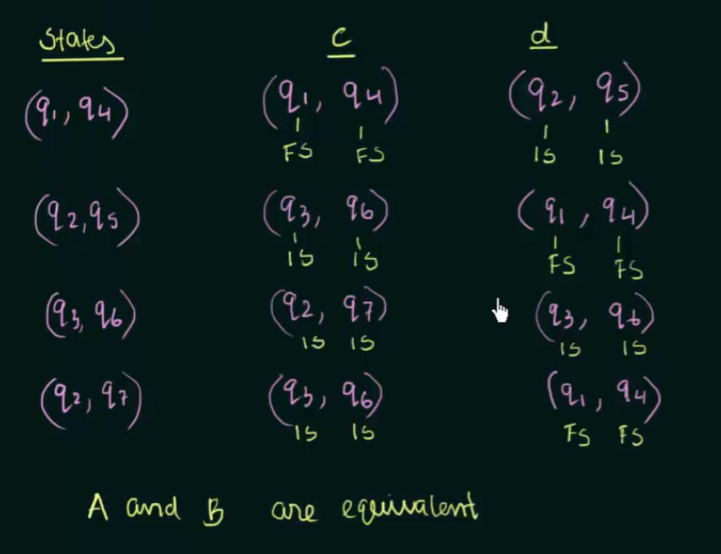 States c d
(q1, q4) (q1, q4) (q2, q5)
FS FS IS IS
(q2, q5) (q3, q6) (q1, q4)
IS IS FS FS
(q3, q6) (q2, q7) (q3, q6)
IS IS IS IS
(q2, q7) (q3, q6) (q1, q4)
IS IS FS FS
A and B are equivalent